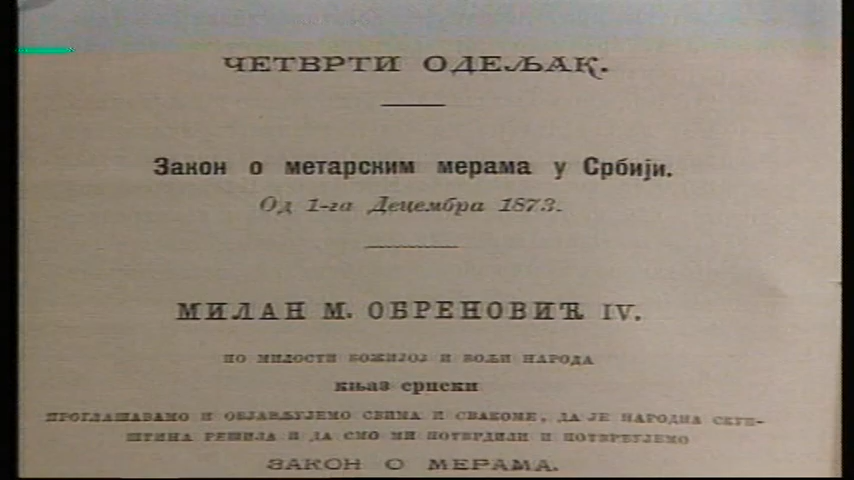 ЧЕТВРТИ ОДЕЉАК.
Закон о метарским мерама у Србији.
Од 1-га Децембра 1873.
МИЛАН М. ОБРЕНОВИЋ IV.
ПО МИЛОСТИ БОЖИЈОЈ И ВОЉИ НАРОДА
књаз српски
ПРОГЛАШАВАМО И ОБЈАВЉУЈЕМО СВИМА И СВАКОМЕ, ДА ЈЕ НАРОДНА СКУП-
ШТИНА РЕШИЛА И ДА СМО МИ ПОТВРДИЛИ И ПОТВРЂУЈЕМО
ЗАКОН О МЕРАМА.